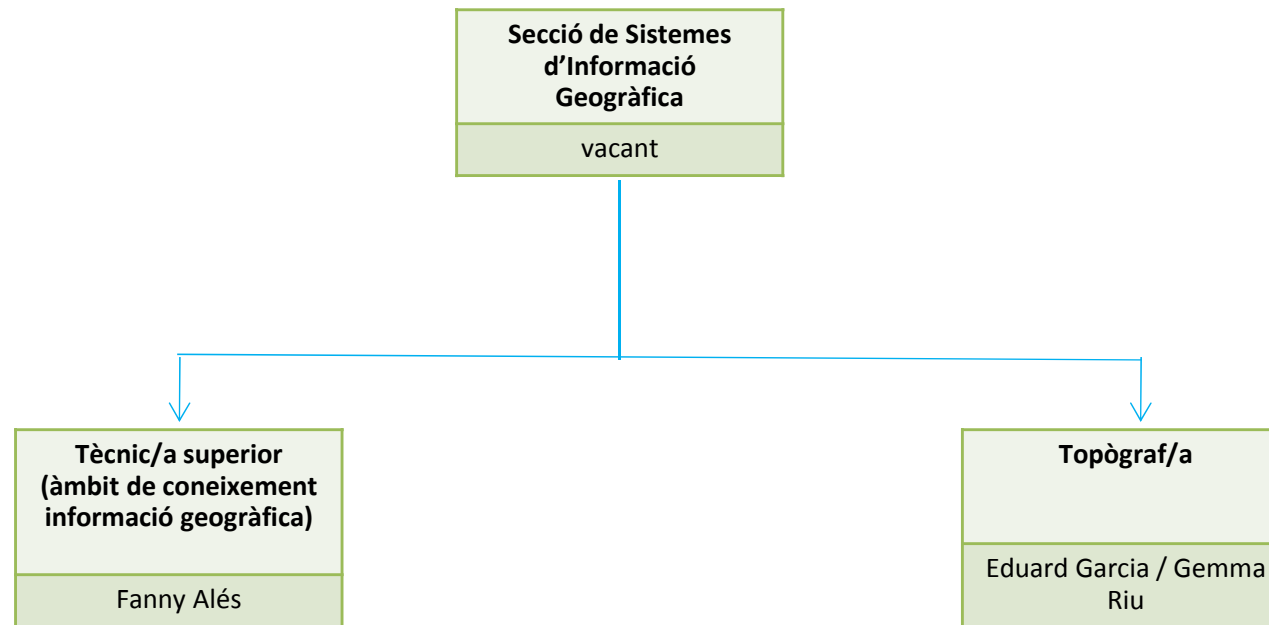 Secció de Sistemes
d’Informació
Geogràfica
vacant
Tècnic/a superior
(àmbit de coneixement
informació geogràfica)
Fanny Alés
Topògraf/a
Eduard Garcia / Gemma
Riu